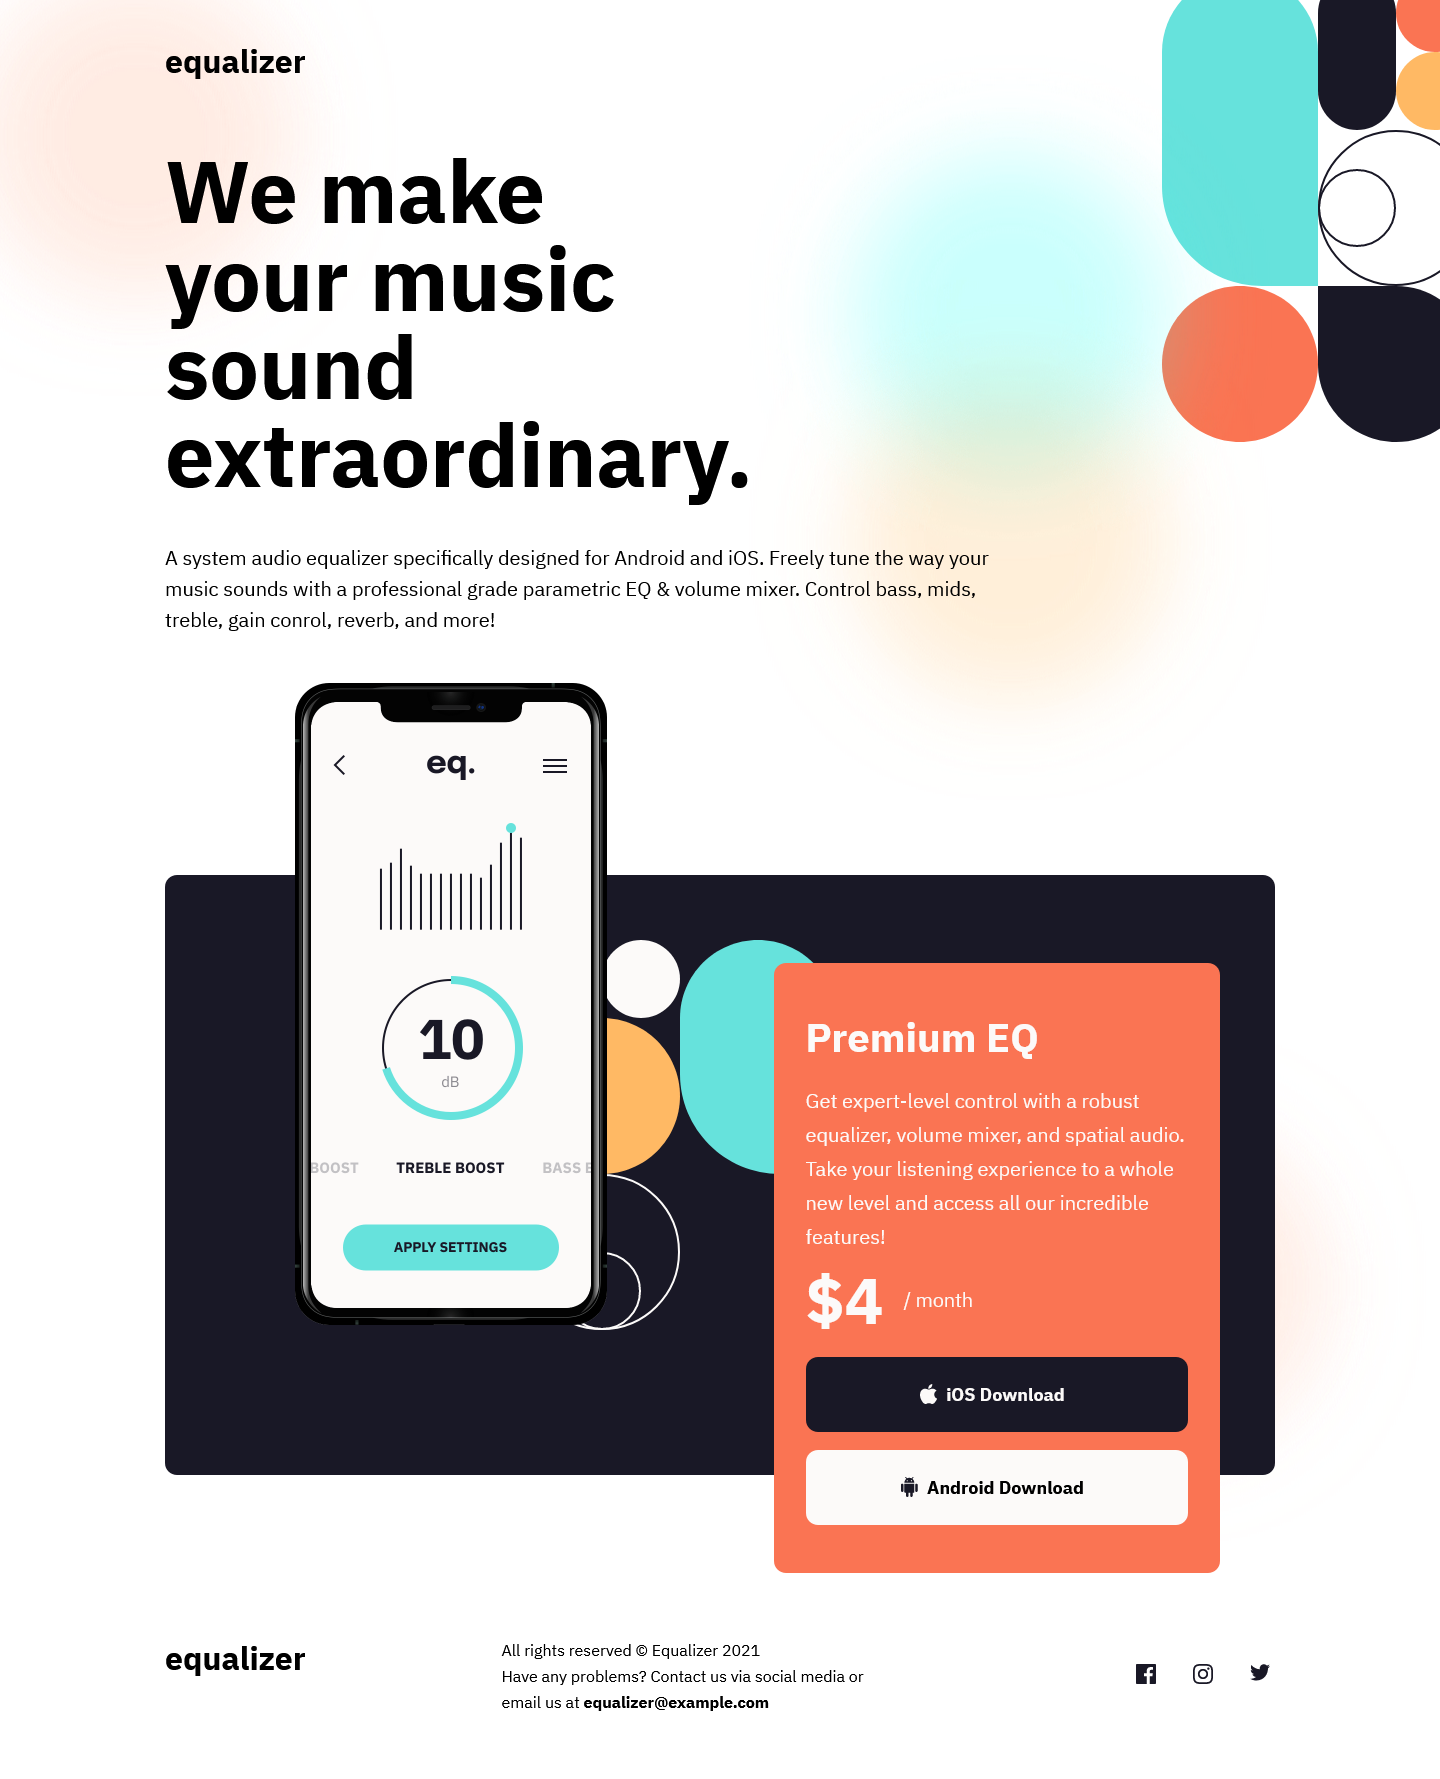 equalizer
We make
your music
sound
extraordinary.
A system audio equalizer specifically designed for Android and iOS. Freely tune the way your
music sounds with a professional grade parametric EQ & volume mixer. Control bass, mids,
treble, gain conrol, reverb, and more!
eq.
10
dB
BOOST TREBLE BOOST BASS
APPLY SETTINGS
Premium EQ
Get expert-level control with a robust
equalizer, volume mixer, and spatial audio.
Take your listening experience to a whole
new level and access all our incredible
features!
$4 / month
iOS Download
Android Download
equalizer
All rights reserved © Equalizer 2021
Have any problems? Contact us via social media or
email us at equalizer@example.com